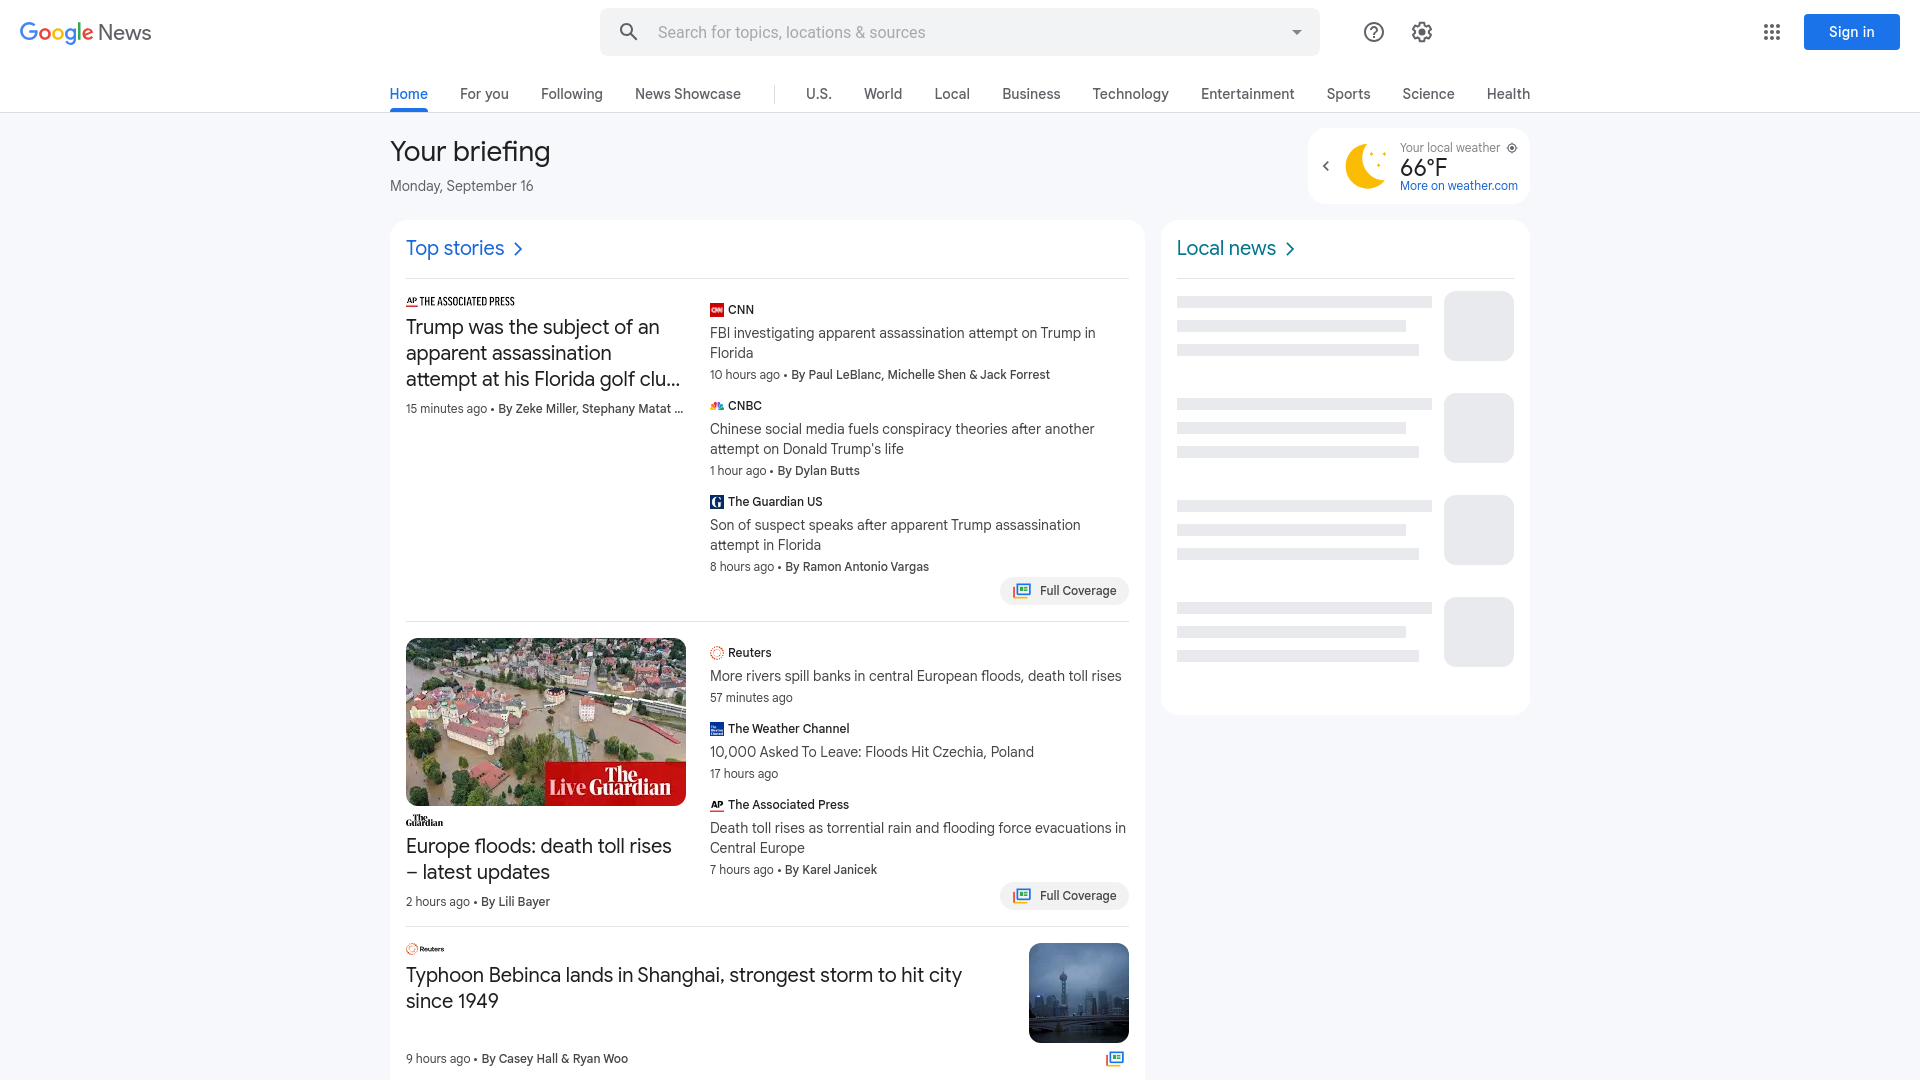 Google News
Search for topics, locations & sources
Sign in
Home
For you
Following
News Showcase
U.S.
World
Local
Business
Technology
Entertainment
Sports
Science
Health
Your briefing
Monday, September 16
Your local weather
66°F
More on weather.com
Top stories
AP THE ASSOCIATED PRESS
Trump was the subject of an
apparent assassination
attempt at his Florida golf clu...
15 minutes ago • By Zeke Miller, Stephany Matat ...
CNN
FBI investigating apparent assassination attempt on Trump in
Florida
10 hours ago • By Paul LeBlanc, Michelle Shen & Jack Forrest
CNBC
Chinese social media fuels conspiracy theories after another
attempt on Donald Trump's life
1 hour ago • By Dylan Butts
The Guardian US
Son of suspect speaks after apparent Trump assassination
attempt in Florida
8 hours ago • By Ramon Antonio Vargas
Full Coverage
Live The Guardian
The Guardian
Europe floods: death toll rises
– latest updates
2 hours ago • By Lili Bayer
Reuters
More rivers spill banks in central European floods, death toll rises
57 minutes ago
The Weather Channel
10,000 Asked To Leave: Floods Hit Czechia, Poland
17 hours ago
AP The Associated Press
Death toll rises as torrential rain and flooding force evacuations in
Central Europe
7 hours ago • By Karel Janicek
Full Coverage
Reuters
Typhoon Bebinca lands in Shanghai, strongest storm to hit city
since 1949
9 hours ago • By Casey Hall & Ryan Woo
Local news